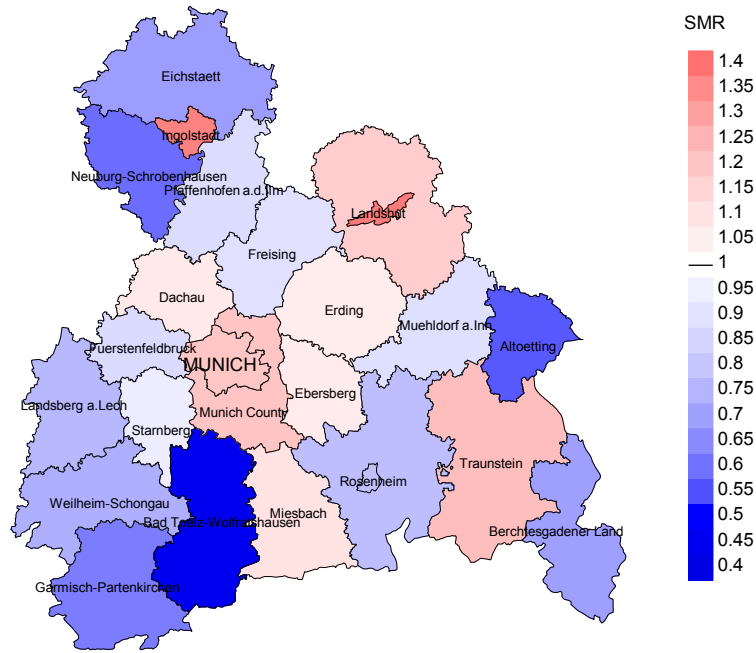 SMR
1.4
1.35
1.3
1.25
1.2
1.15
1.1
1.05
1
0.95
0.9
0.85
0.8
0.75
0.7
0.65
0.6
0.55
0.5
0.45
0.4
Eichstaett
Ingolstadt
Neuburg-Schrobenhausen
Pfaffenhofen a.d.Ilm
Landshut
Freising
Dachau
Erding
Muehldorf a.Inn
Altoetting
Fuerstenfeldbruck
MUNICH
Ebersberg
Landsberg a.Lech
Munich County
Starnberg
Traunstein
Rosenheim
Weilheim-Schongau
Miesbach
Bad Toelz-Wolfratshausen
Berchtesgadener Land
Garmisch-Partenkirchen